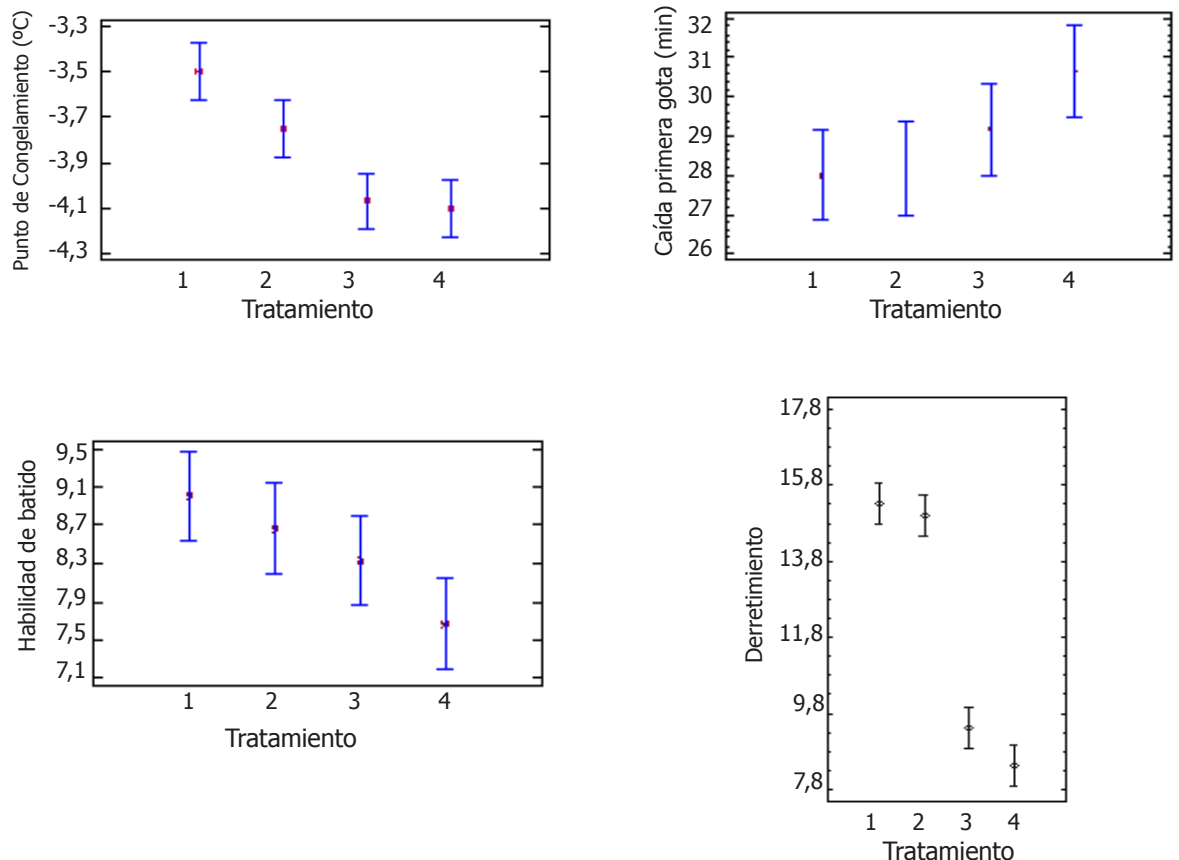 Punto de Congelamiento (ºC)
-3,3
-3,5
-3,7
-3,9
-4,1
-4,3
1 2 3 4
Tratamiento
Caída primera gota (min)
32
31
30
29
28
27
26
1 2 3 4
Tratamiento
Habilidad de batido
9,5
9,1
8,7
8,3
7,9
7,5
7,1
1 2 3 4
Tratamiento
Derretimiento
17,8
15,8
13,8
11,8
9,8
7,8
1 2 3 4
Tratamiento